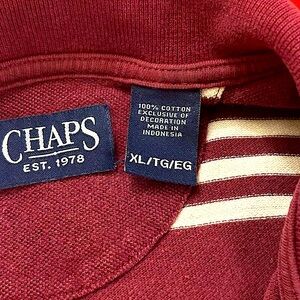 CHAPS
EST. 1978
100% COTTON
EXCLUSIVE OF
DECORATION
MADE IN
INDONESIA
XL/TG/EG